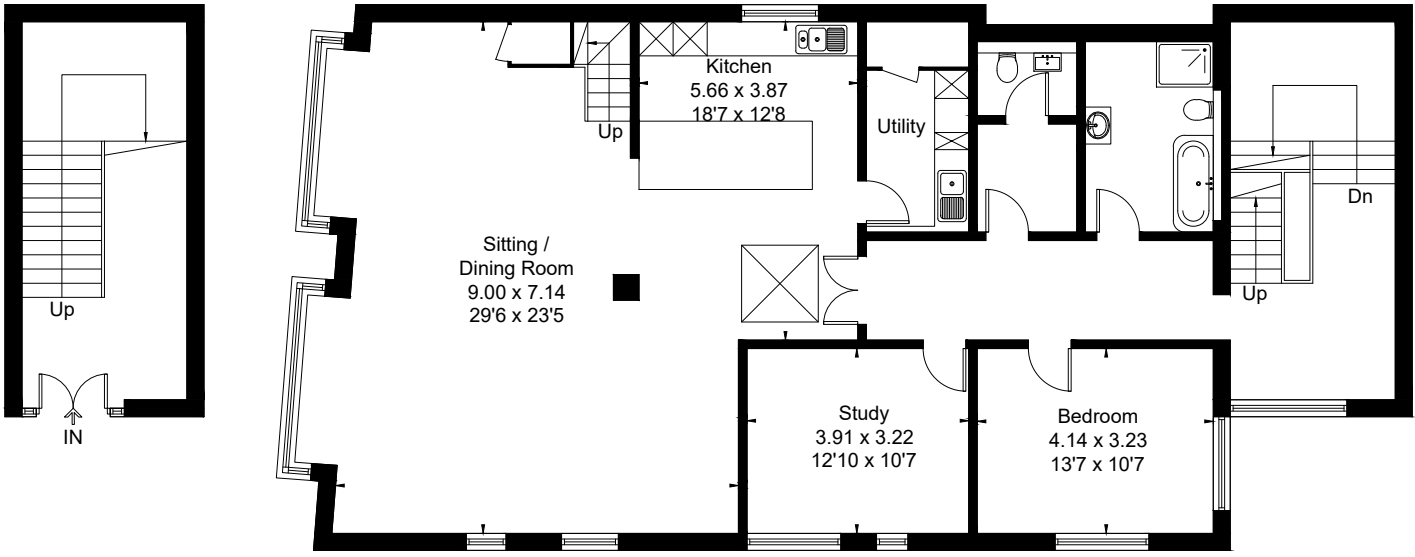 Up
IN
Sitting /
Dining Room
9.00 x 7.14
29'6 x 23'5
Up
Kitchen
5.66 x 3.87
18'7 x 12'8
Utility
Study
3.91 x 3.22
12'10 x 10'7
Bedroom
4.14 x 3.23
13'7 x 10'7
Up
Dn